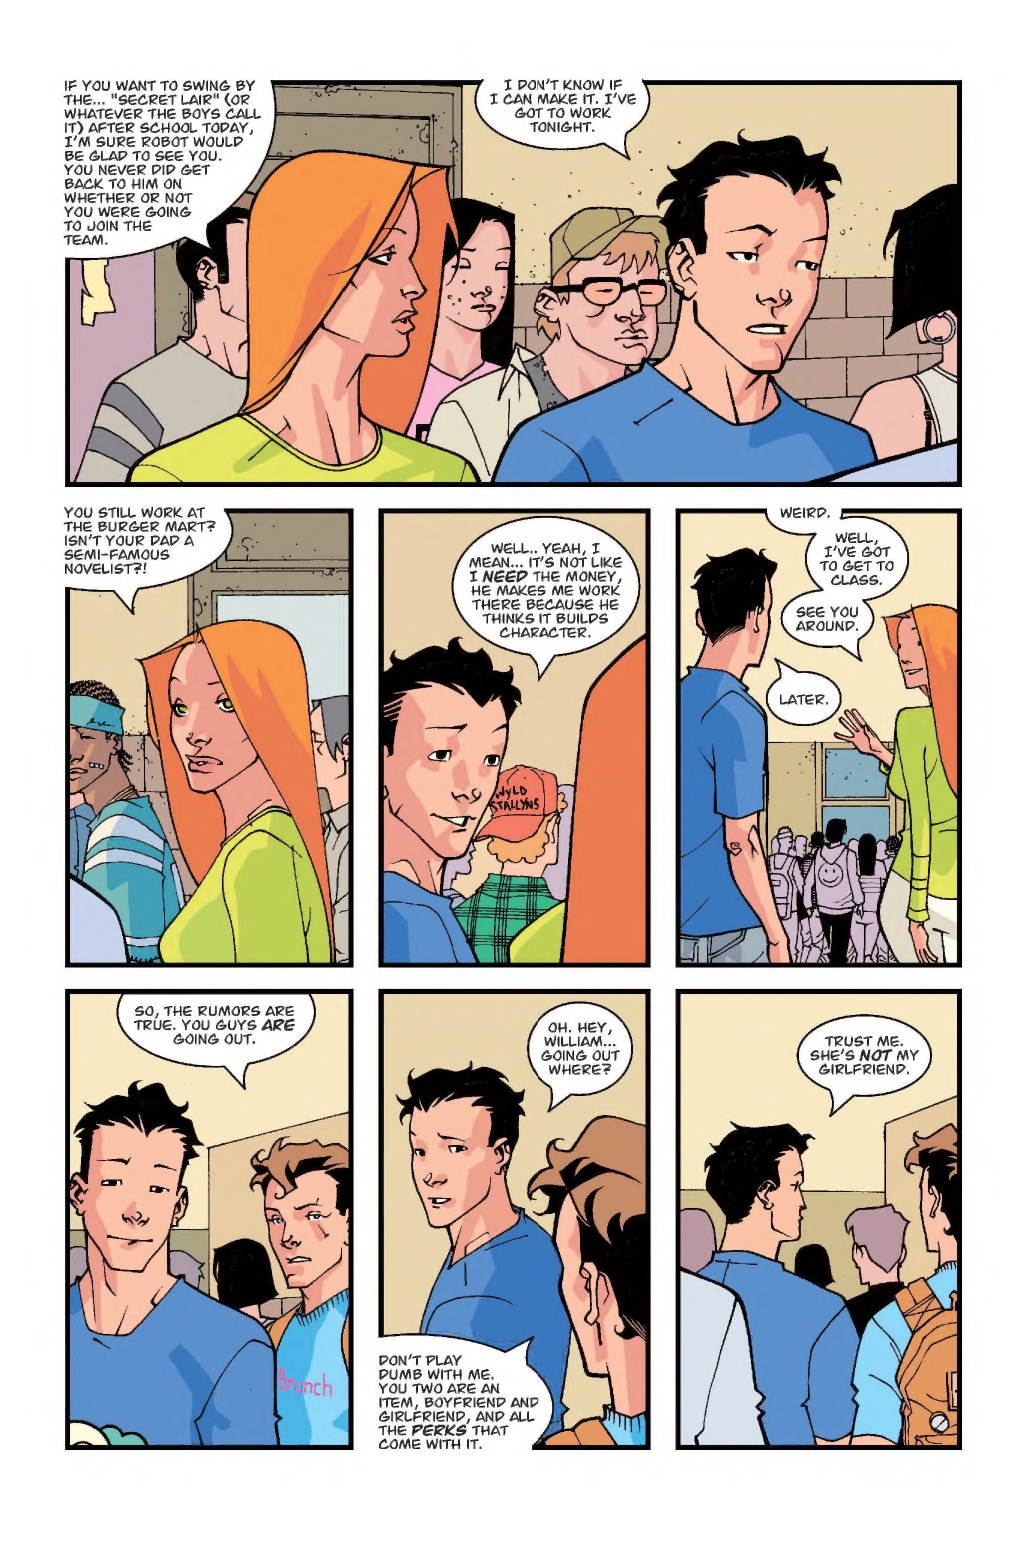 IF YOU WANT TO SWING BY
THE... "SECRET LAIR" (OR
WHATEVER THE BOYS CALL
IT) AFTER SCHOOL TODAY,
I'M SURE ROBOT WOULD
BE GLAD TO SEE YOU.
YOU NEVER DID GET
BACK TO HIM ON
WHETHER OR NOT
YOU WERE GOING
TO JOIN THE
TEAM.
I DON'T KNOW IF
I CAN MAKE IT. I'VE
GOT TO WORK
TONIGHT.
YOU STILL WORK AT
THE BURGER MART?
ISN'T YOUR DAD A
SEMI-FAMOUS
NOVELIST?!
WELL.. YEAH, I
MEAN... IT'S NOT LIKE
I NEED THE MONEY,
HE MAKES ME WORK
THERE BECAUSE HE
THINKS IT BUILDS
CHARACTER.
WYLD
STALLYNS
WEIRD.
WELL,
I'VE GOT
TO GET TO
CLASS.
SEE YOU
AROUND.
LATER.
SO, THE RUMORS ARE
TRUE. YOU GUYS ARE
GOING OUT.
Brunch
OH. HEY,
WILLIAM...
GOING OUT
WHERE?
DON'T PLAY
DUMB WITH ME.
YOU TWO ARE AN
ITEM, BOYFRIEND AND
GIRLFRIEND, AND ALL
THE PERKS THAT
COME WITH IT.
TRUST ME.
SHE'S NOT MY
GIRLFRIEND.